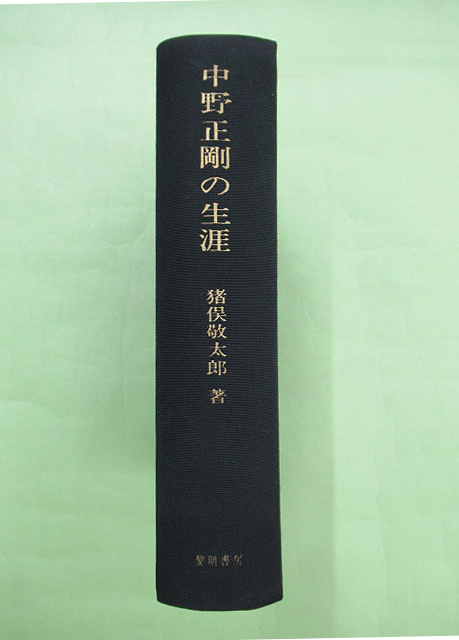 中野正剛の生涯
猪俣敬太郎 著
黎明書房